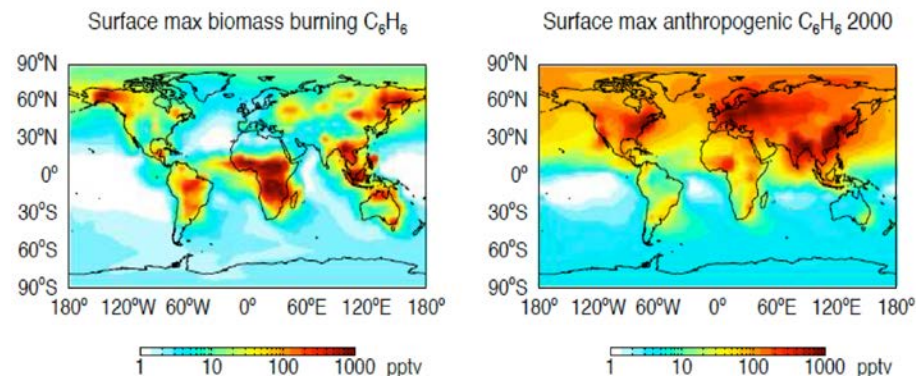 Surface max biomass burning C₆H₆
90°N
60°N
30°N
0°
30°S
60°S
90°S
180° 120°W 60°W 0° 60°E 120°E 180°
1 10 100 1000 pptv
Surface max anthropogenic C₆H₆ 2000
90°N
60°N
30°N
0°
30°S
60°S
90°S
180° 120°W 60°W 0° 60°E 120°E 180°
1 10 100 1000 pptv